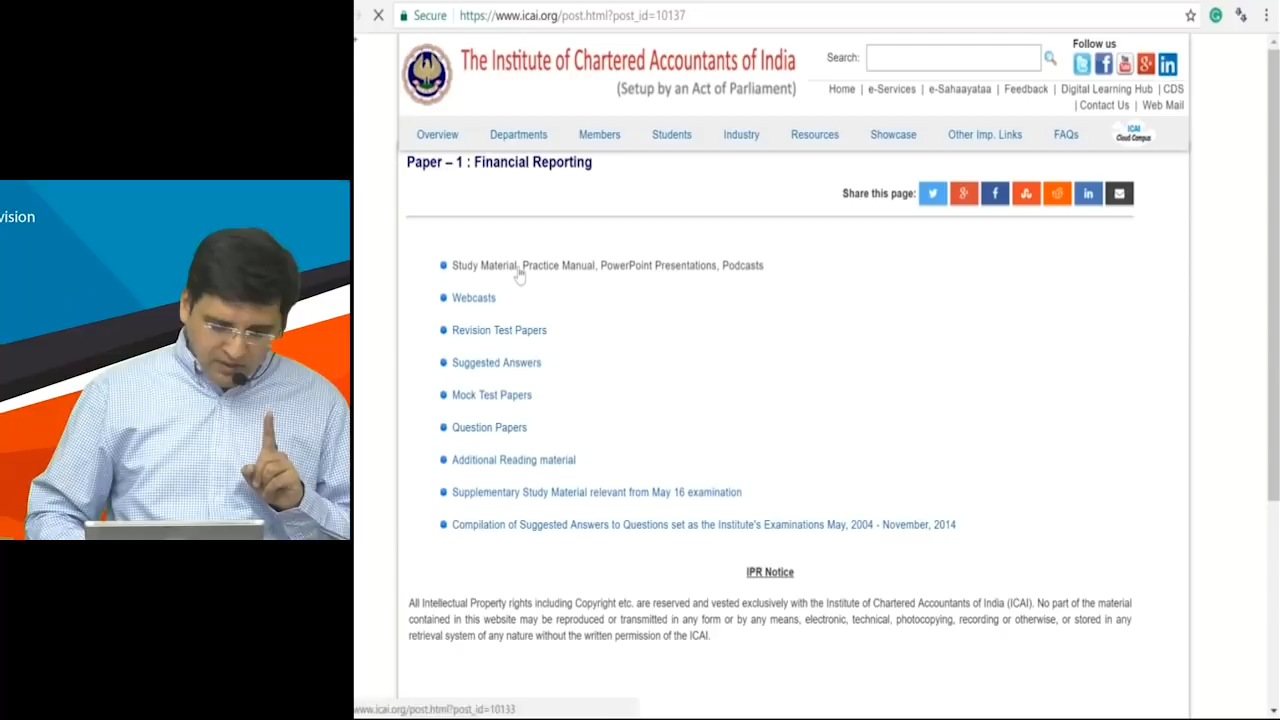 vision
Secure
https://www.icai.org/post.html?post_id=10137
The Institute of Chartered Accountants of India
(Setup by an Act of Parliament)
Search:
Follow us
Home | e-Services | e-Sahaayataa | Feedback | Digital Learning Hub | CDS
| Contact Us | Web Mail
Overview Departments Members Students Industry Resources Showcase Other Imp. Links FAQs ICAI
Cloud Campus
Paper – 1 : Financial Reporting
Share this page:
Study Material, Practice Manual, PowerPoint Presentations, Podcasts
Webcasts
Revision Test Papers
Suggested Answers
Mock Test Papers
Question Papers
Additional Reading material
Supplementary Study Material relevant from May 16 examination
Compilation of Suggested Answers to Questions set as the Institute's Examinations May, 2004 - November, 2014
IPR Notice
All Intellectual Property rights including Copyright etc. are reserved and vested exclusively with the Institute of Chartered Accountants of India (ICAI). No part of the material
contained in this website may be reproduced or transmitted in any form or by any means, electronic, technical, photocopying, recording or otherwise, or stored in any
retrieval system of any nature without the written permission of the ICAI.
www.icai.org/post.html?post_id=10133